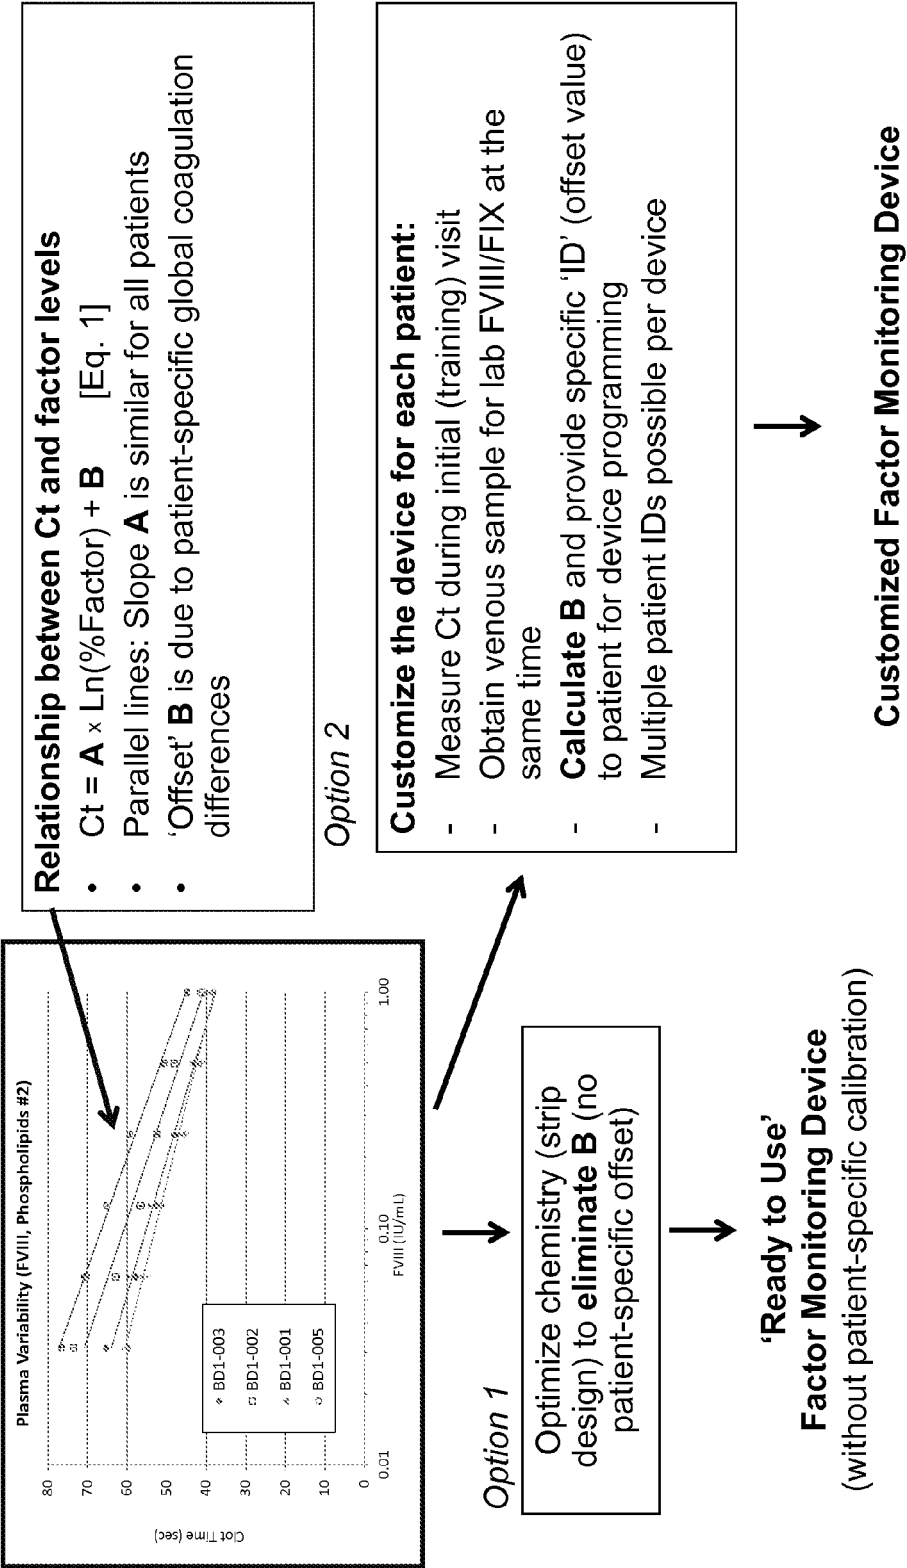 Plasma Variability (FVIII, Phospholipids #2)
Clot Time (sec)
80
70
60
50
40
30
20
10
0
0.01
0.10
1.00
FVIII (IU/mL)
BD1-003
BD1-002
BD1-001
BD1-005
Relationship between Ct and factor levels
• Ct = A x Ln(%Factor) + B [Eq. 1]
• Parallel lines: Slope A is similar for all patients
• 'Offset' B is due to patient-specific global coagulation
differences
Option 1
Optimize chemistry (strip
design) to eliminate B (no
patient-specific offset)
'Ready to Use'
Factor Monitoring Device
(without patient-specific calibration)
Option 2
Customize the device for each patient:
- Measure Ct during initial (training) visit
- Obtain venous sample for lab FVIII/FIX at the
same time
- Calculate B and provide specific 'ID' (offset value)
to patient for device programming
- Multiple patient IDs possible per device
Customized Factor Monitoring Device